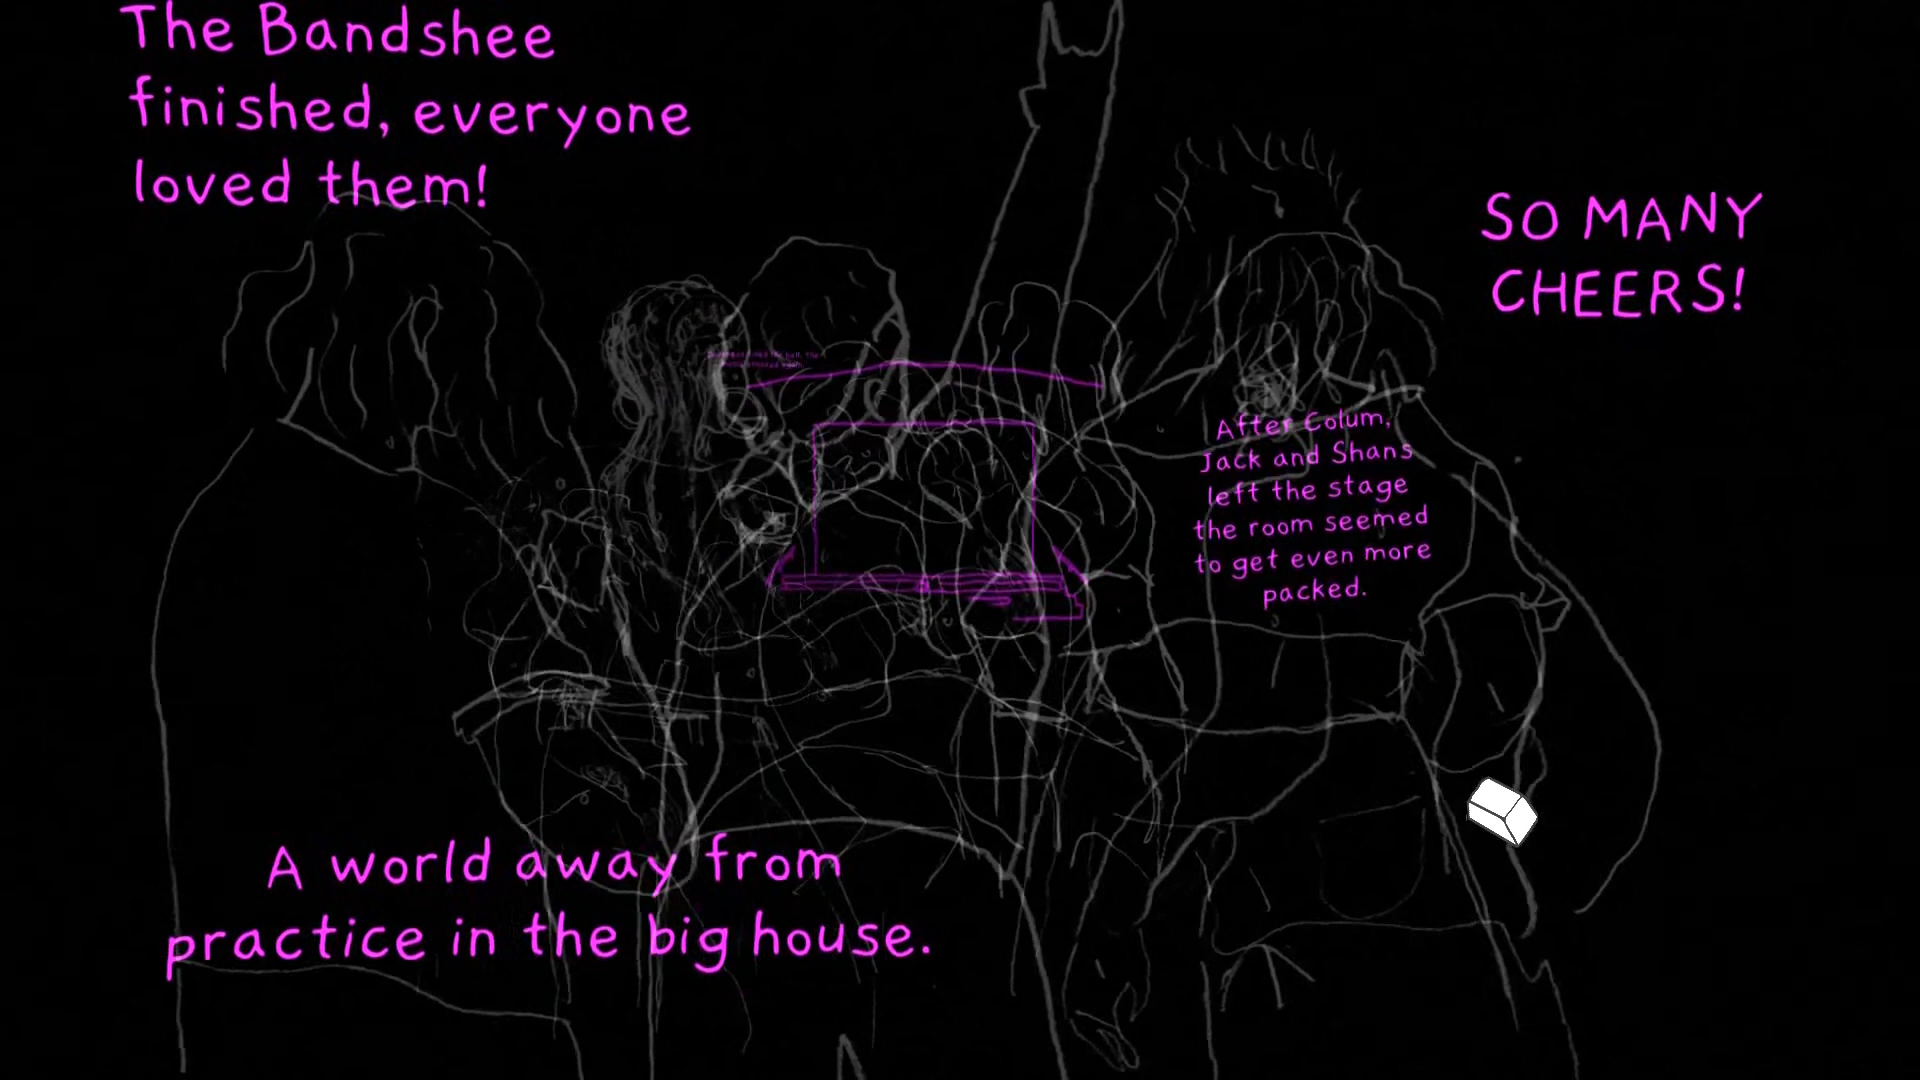 The Bandshee
finished, everyone
loved them!
SO MANY
CHEERS!
After Colum,
Jack and Shans
left the stage
the room seemed
to get even more
packed.
A world away from
practice in the big house.